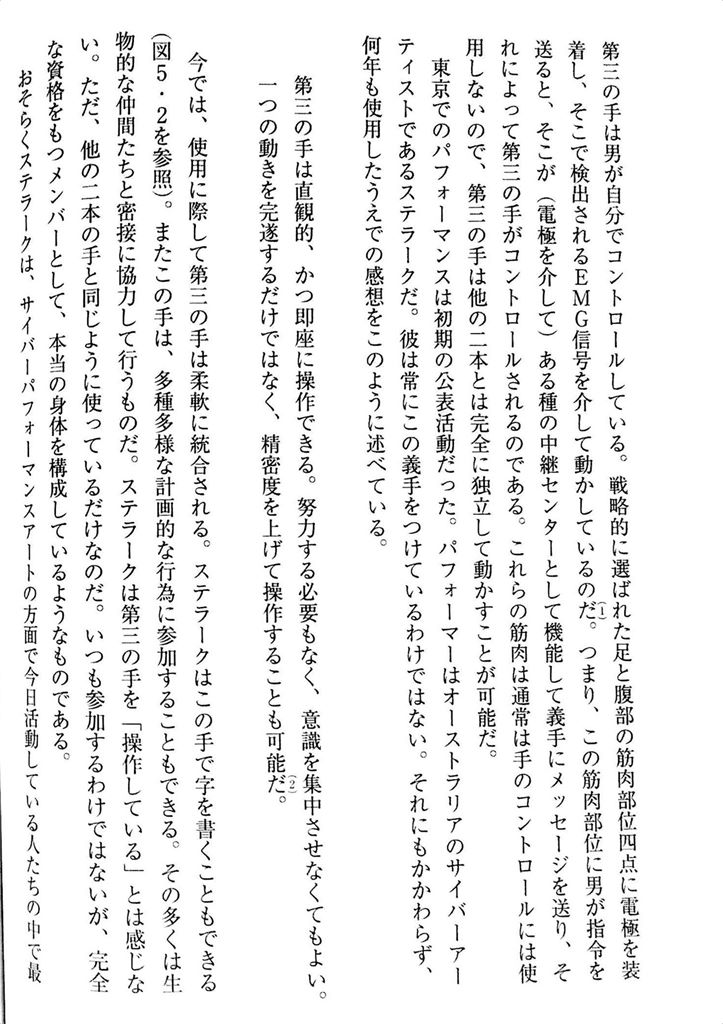 第三の手は男が自分でコントロールしている。戦略的に選ばれた足と腹部の筋肉部位四点に電極を装
着し、そこで検出されるEMG信号を介して動かしているのだ。(1)つまり、この筋肉部位に男が指令を
送ると、そこが(電極を介して)ある種の中継センターとして機能して義手にメッセージを送り、そ
れによって第三の手がコントロールされるのである。これらの筋肉は通常は手のコントロールには使
用しないので、第三の手は他の二本とは完全に独立して動かすことが可能だ。
東京でのパフォーマンスは初期の公表活動だった。パフォーマーはオーストラリアのサイバーアー
ティストであるステラークだ。彼は常にこの義手をつけているわけではない。それにもかかわらず、
何年も使用したうえでの感想をこのように述べている。
第三の手は直観的、かつ即座に操作できる。努力する必要もなく、意識を集中させなくてもよい。
一つの動きを完遂するだけではなく、精密度を上げて操作することも可能だ。(2)
今では、使用に際して第三の手は柔軟に統合される。ステラークはこの手で字を書くこともできる
(図5・2を参照)。またこの手は、多種多様な計画的な行為に参加することもできる。その多くは生
物的な仲間たちと密接に協力して行うものだ。ステラークは第三の手を「操作している」とは感じな
い。ただ、他の二本の手と同じように使っているだけなのだ。いつも参加するわけではないが、完全
な資格をもつメンバーとして、本当の身体を構成しているようなものである。
おそらくステラークは、サイバーパフォーマンスアートの方面で今日活動している人たちの中で最